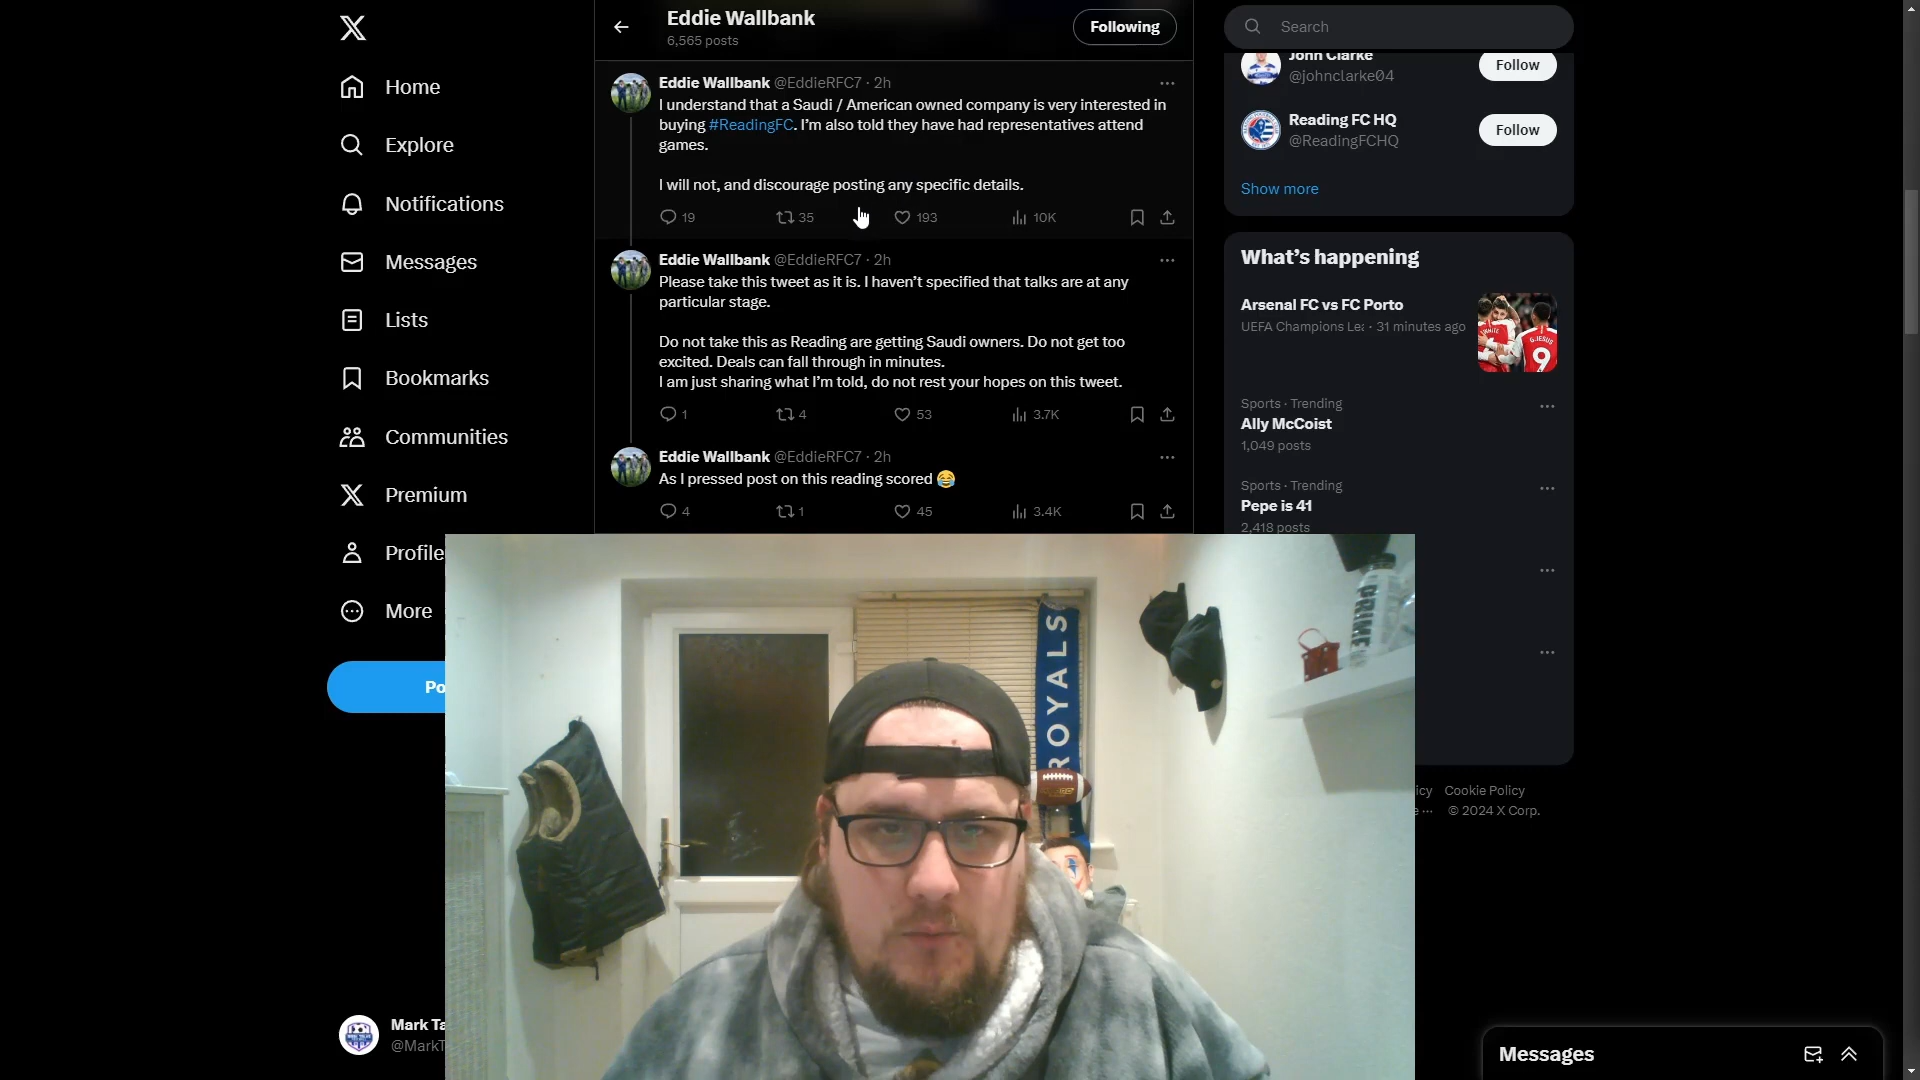 Home
Explore
Notifications
Messages
Lists
Bookmarks
Communities
Premium
Profile
More
Mark
Eddie Wallbank
6,565 posts
Following
Eddie Wallbank @EddieRFC7 · 2h
I understand that a Saudi / American owned company is very interested in
buying #ReadingFC. I’m also told they have had representatives attend
games.
I will not, and discourage posting any specific details.
19 35 193 10K
Eddie Wallbank @EddieRFC7 · 2h
Please take this tweet as it is. I haven’t specified that talks are at any
particular stage.
Do not take this as Reading are getting Saudi owners. Do not get too
excited. Deals can fall through in minutes.
I am just sharing what I’m told, do not rest your hopes on this tweet.
1 4 53 3.7K
Eddie Wallbank @EddieRFC7 · 2h
As I pressed post on this reading scored 😂
4 1 45 3.4K
ROYALS
Search
John Clarke
@johnclarke04
Follow
Reading FC HQ
@ReadingFCHQ
Follow
Show more
What’s happening
Arsenal FC vs FC Porto
UEFA Champions Le · 31 minutes ago
Sports · Trending
Ally McCoist
1,049 posts
Sports · Trending
Pepe is 41
2,418 posts
Cookie Policy
© 2024 X Corp.
Messages